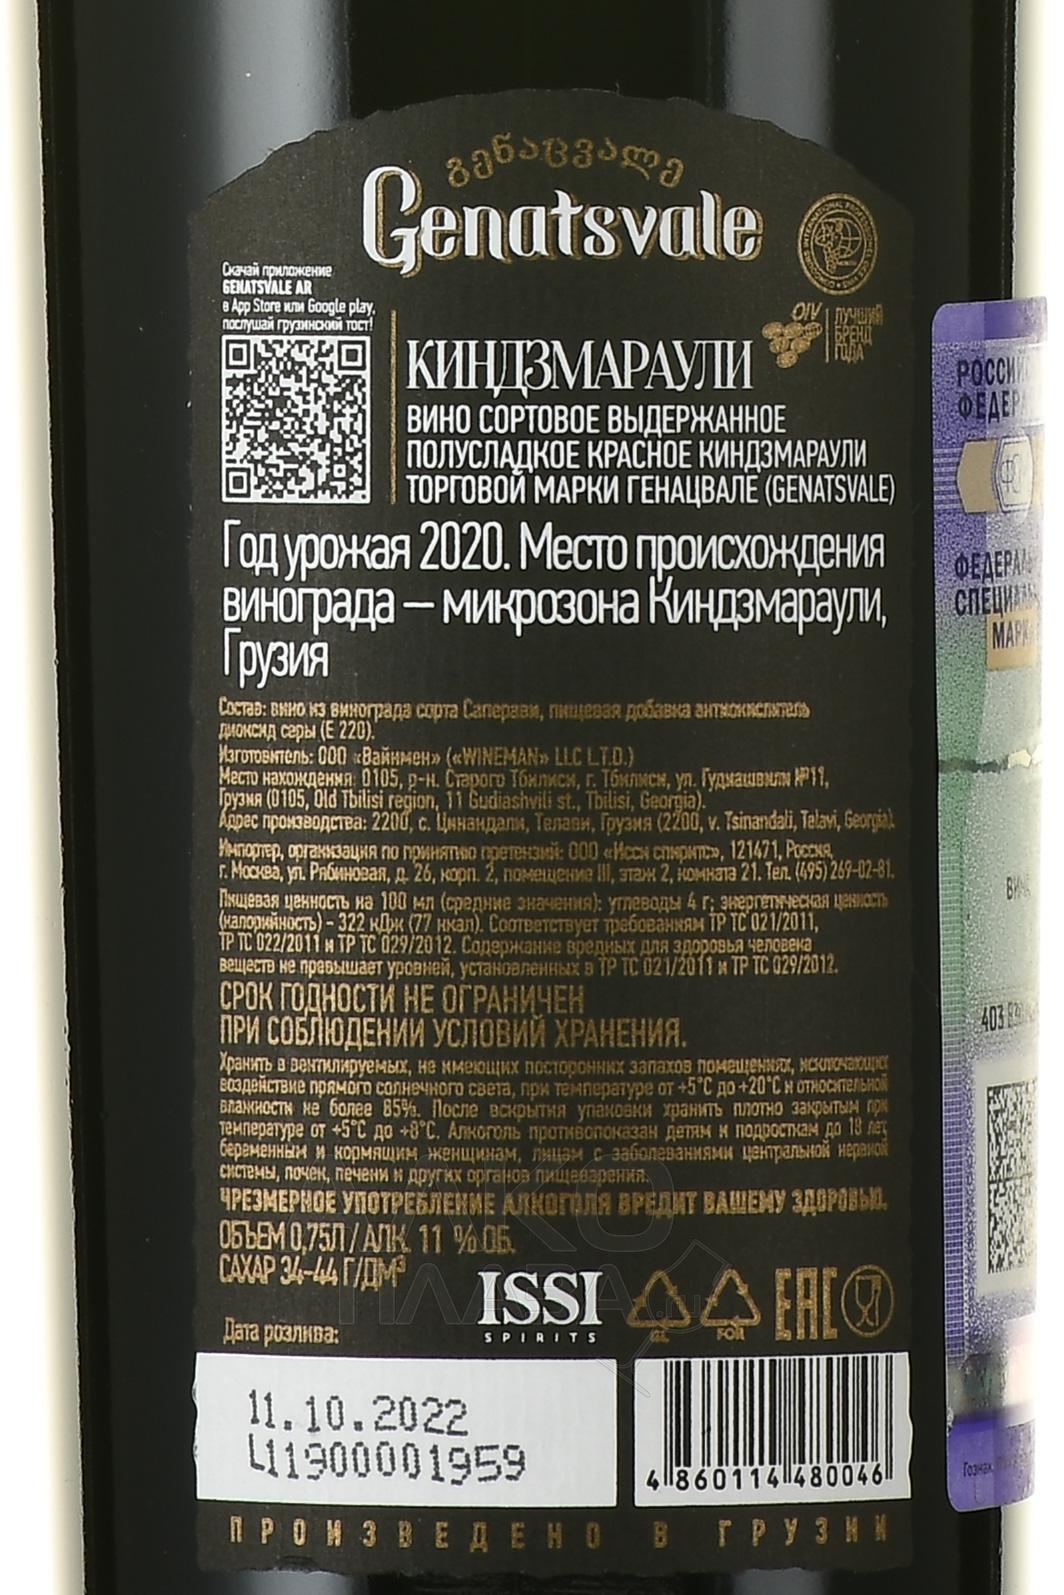 გენაცვალე
Genatsvale
Скачай приложение
GENATSVALE AR
в App Store или Google play,
послушай грузинский тост!
OIV
ЛУЧШИЙ
БРЕНД
ГОДА
КИНДЗМАРАУЛИ
ВИНО СОРТОВОЕ ВЫДЕРЖАННОЕ
ПОЛУСЛАДКОЕ КРАСНОЕ КИНДЗМАРАУЛИ
ТОРГОВОЙ МАРКИ ГЕНАЦВАЛЕ (GENATSVALE)
Год урожая 2020. Место происхождения
винограда – микрозона Киндзмараули,
Грузия
Состав: вино из винограда сорта Саперави, пищевая добавка антиокислитель
диоксид серы (Е 220).
Изготовитель: ООО «Вайнмен» («WINEMAN» LLC L.T.D.)
Место нахождения: 0105, р-н. Старого Тбилиси, г. Тбилиси, ул. Гудиашвили №11,
Грузия (0105, Old Tbilisi region, 11 Gudiashvili st., Tbilisi, Georgia).
Адрес производства: 2200, с. Цинандали, Телави, Грузия (2200, v. Tsinandali, Telavi, Georgia).
Импортер, организация по принятию претензий: ООО «Исси спиритс», 121471, Россия,
г. Москва, ул. Рябиновая, д. 26, корп. 2, помещение III, этаж 2, комната 21. Тел. (495) 269-02-81.
Пищевая ценность на 100 мл (средние значения): углеводы 4 г; энергетическая ценность
(калорийность) - 322 кДж (77 ккал). Соответствует требованиям ТР ТС 021/2011,
ТР ТС 022/2011 и ТР ТС 029/2012. Содержание вредных для здоровья человека
веществ не превышает уровней, установленных в ТР ТС 021/2011 и ТР ТС 029/2012.
СРОК ГОДНОСТИ НЕ ОГРАНИЧЕН
ПРИ СОБЛЮДЕНИИ УСЛОВИЙ ХРАНЕНИЯ.
Хранить в вентилируемых, не имеющих посторонних запахов помещениях, исключающих
воздействие прямого солнечного света, при температуре от +5°С до +20°С и относительной
влажности не более 85%. После вскрытия упаковки хранить плотно закрытым при
температуре от +5°С до +8°С. Алкоголь противопоказан детям и подросткам до 18 лет,
беременным и кормящим женщинам, лицам с заболеваниями центральной нервной
системы, почек, печени и других органов пищеварения.
ЧРЕЗМЕРНОЕ УПОТРЕБЛЕНИЕ АЛКОГОЛЯ ВРЕДИТ ВАШЕМУ ЗДОРОВЬЮ.
ОБЪЕМ 0,75Л / АЛК. 11 % ОБ.
САХАР 34-44 Г/ДМ³
ISSI
SPIRITS
GL
FOR
EAC
Дата розлива:
11.10.2022
Ц1900001959
4 860114 480046
ПРОИЗВЕДЕНО В ГРУЗИИ
ФС
МАРК
403